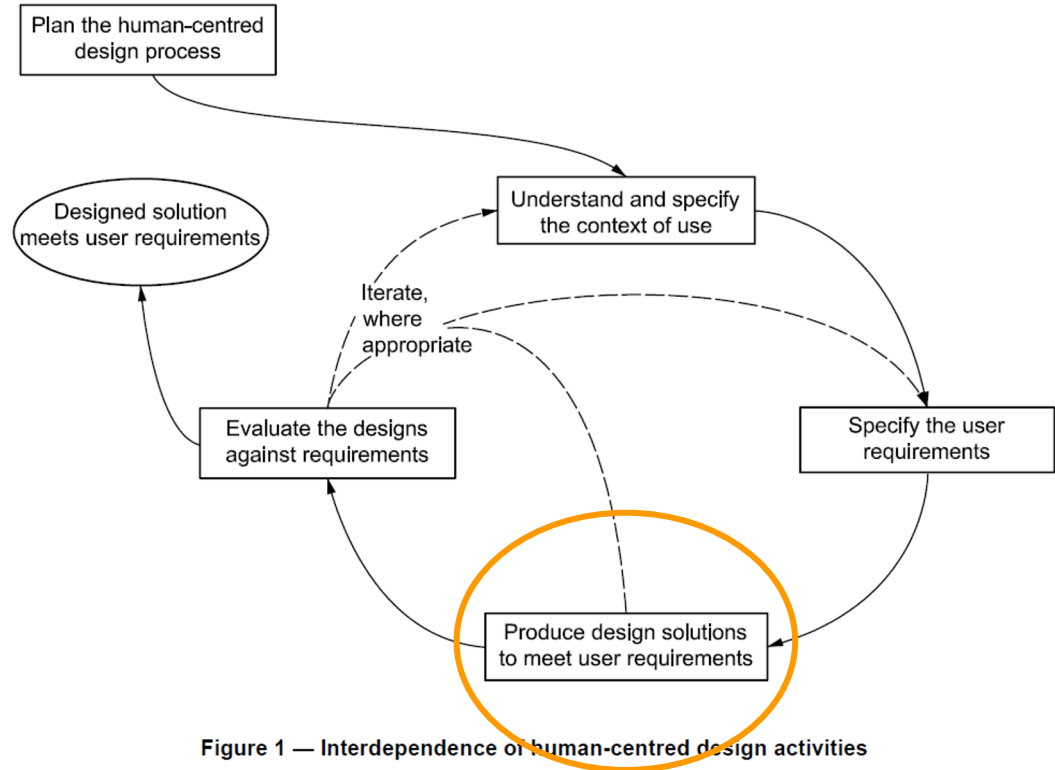 Plan the human-centred
design process
Understand and specify
the context of use
Designed solution
meets user requirements
Iterate,
where
appropriate
Evaluate the designs
against requirements
Specify the user
requirements
Produce design solutions
to meet user requirements
Figure 1 — Interdependence of human-centred design activities